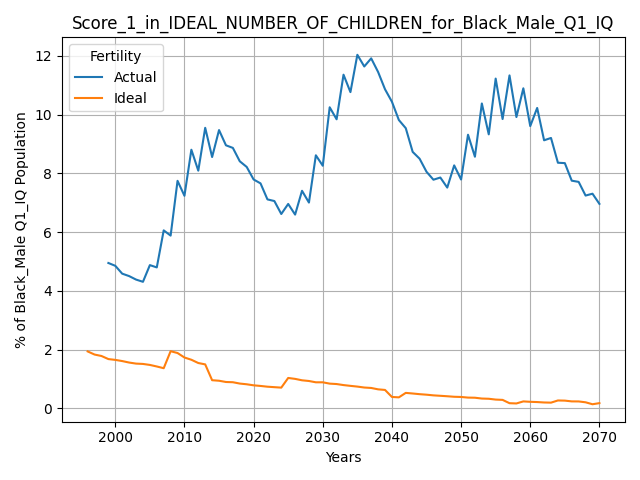 Score_1_in_IDEAL_NUMBER_OF_CHILDREN_for_Black_Male_Q1_IQ
Fertility
Actual
Ideal
% of Black_Male Q1_IQ Population
12
10
8
6
4
2
0
2000 2010 2020 2030 2040 2050 2060 2070
Years